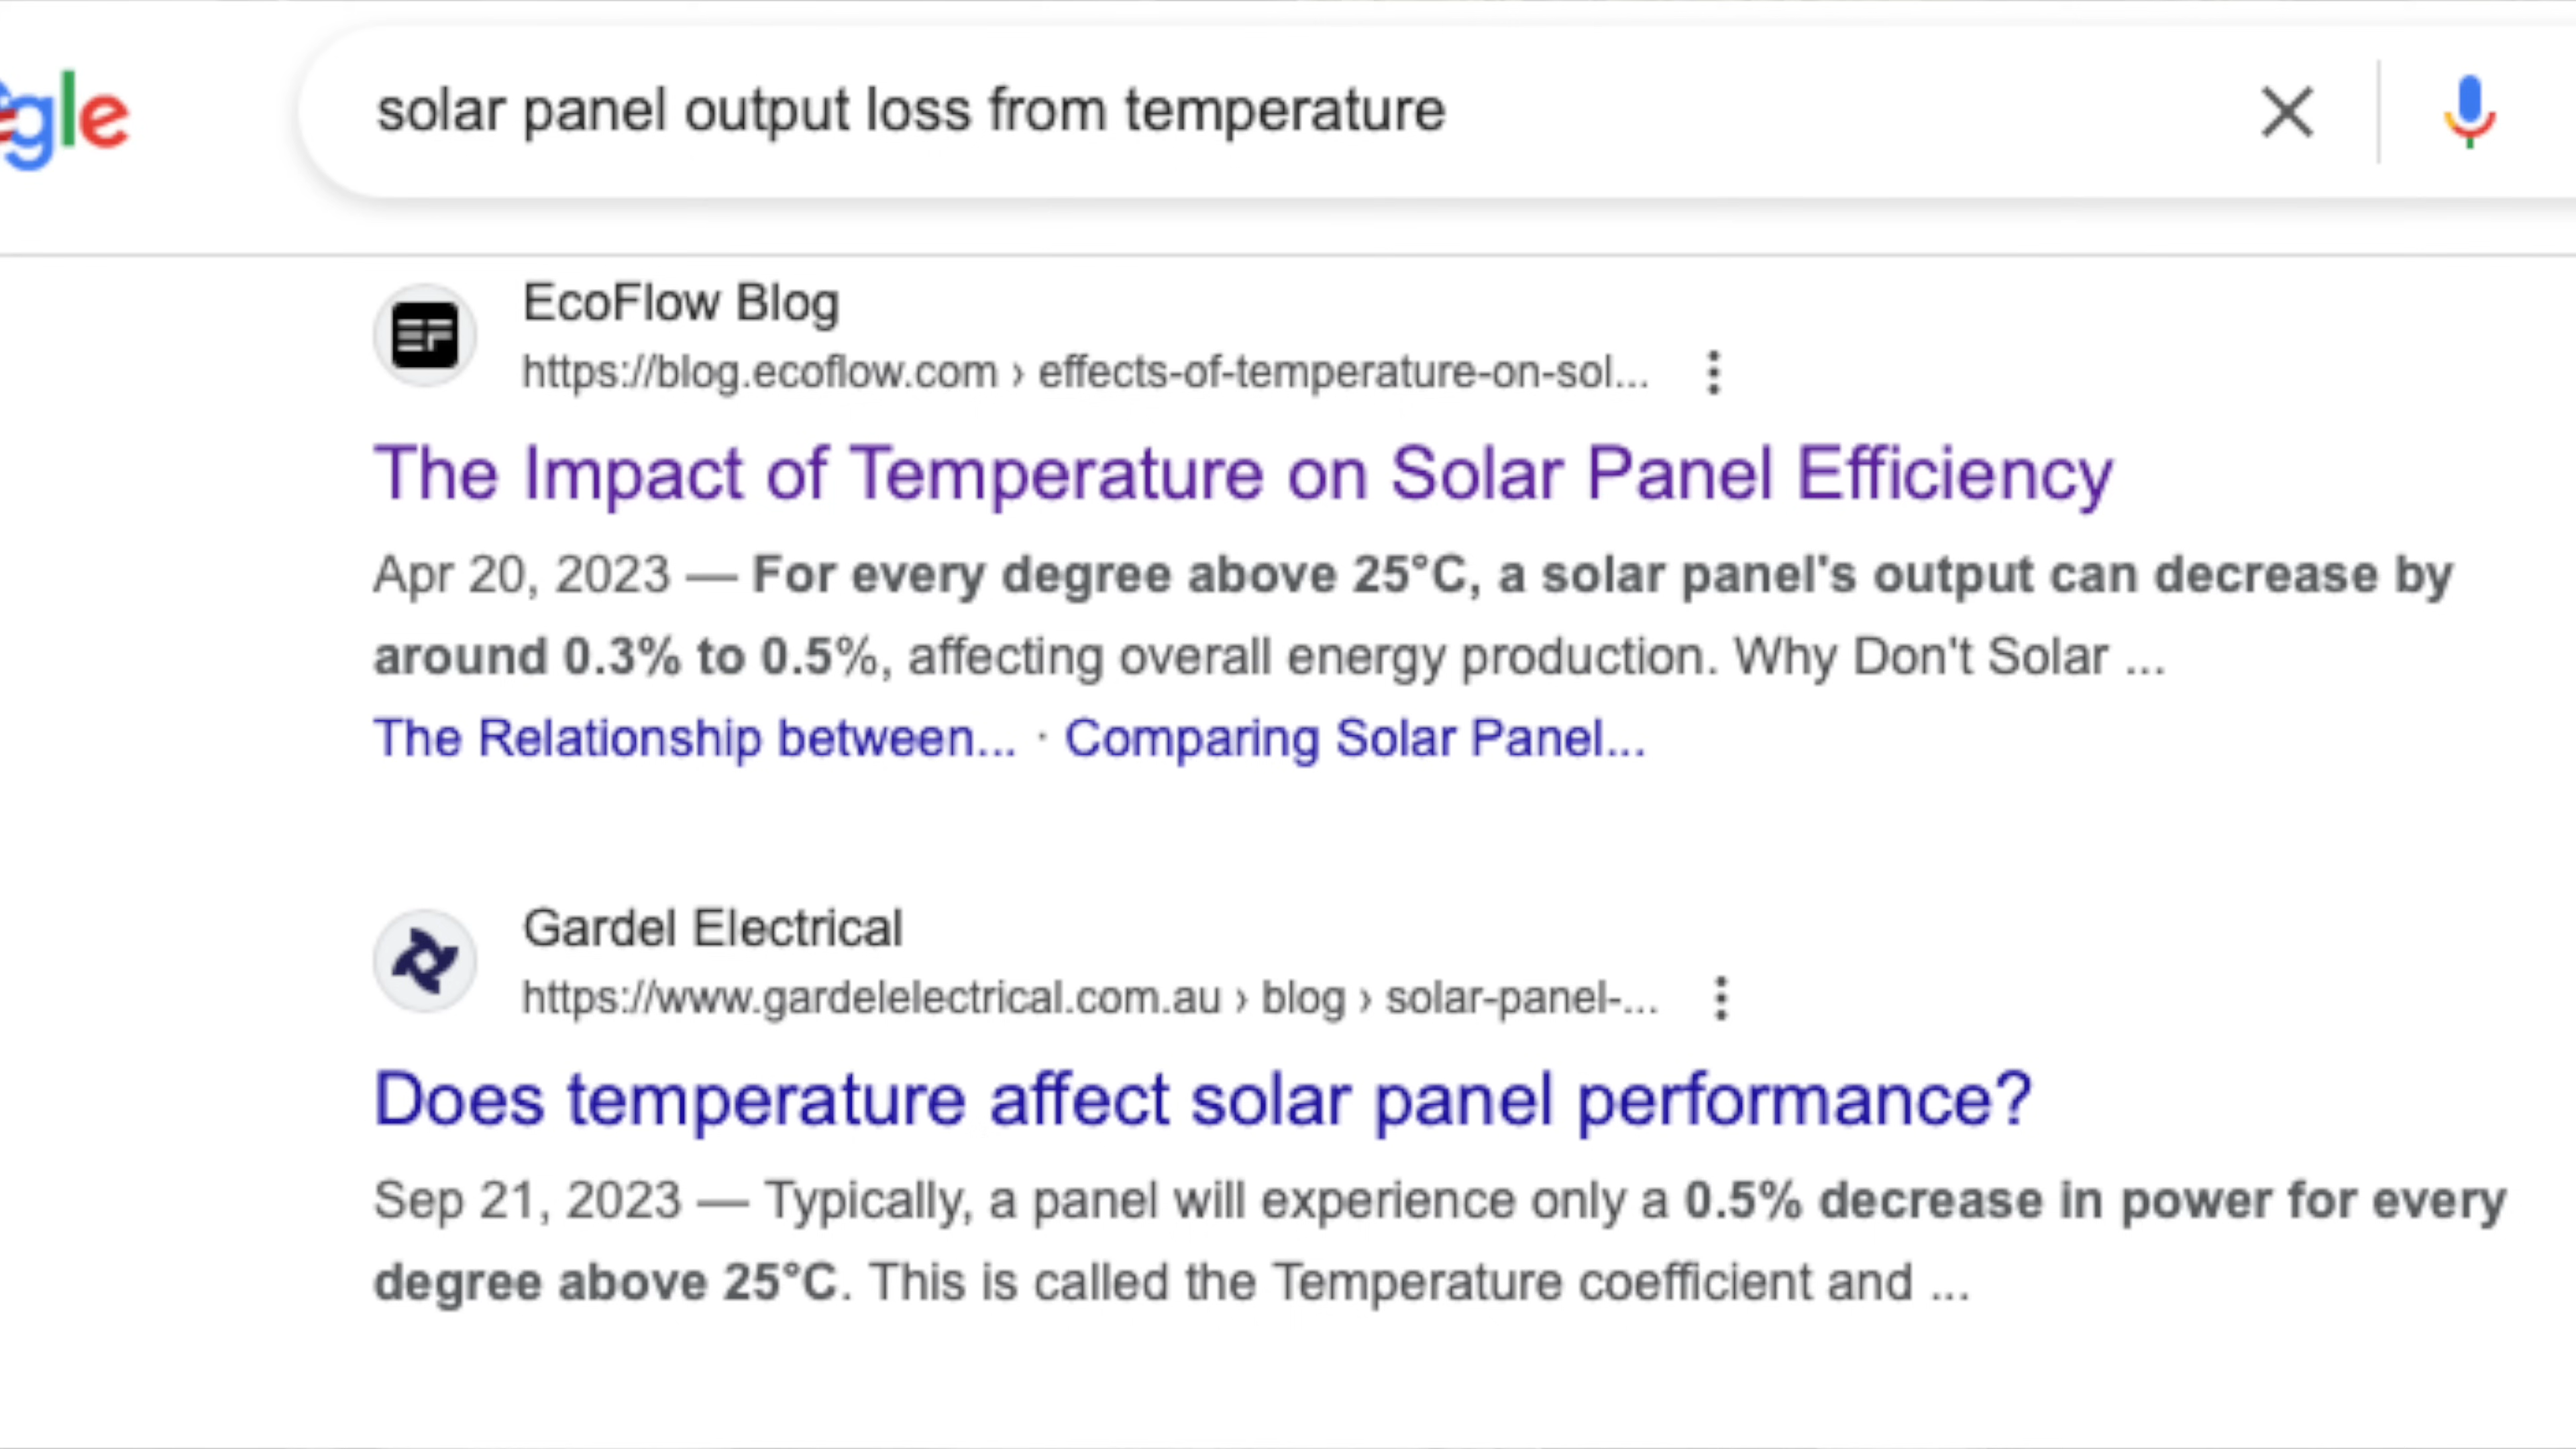 gle
solar panel output loss from temperature
EcoFlow Blog
https://blog.ecoflow.com › effects-of-temperature-on-sol...
The Impact of Temperature on Solar Panel Efficiency
Apr 20, 2023 — For every degree above 25°C, a solar panel's output can decrease by
around 0.3% to 0.5%, affecting overall energy production. Why Don't Solar ...
The Relationship between... · Comparing Solar Panel...
Gardel Electrical
https://www.gardelelectrical.com.au › blog › solar-panel-...
Does temperature affect solar panel performance?
Sep 21, 2023 — Typically, a panel will experience only a 0.5% decrease in power for every
degree above 25°C. This is called the Temperature coefficient and ...